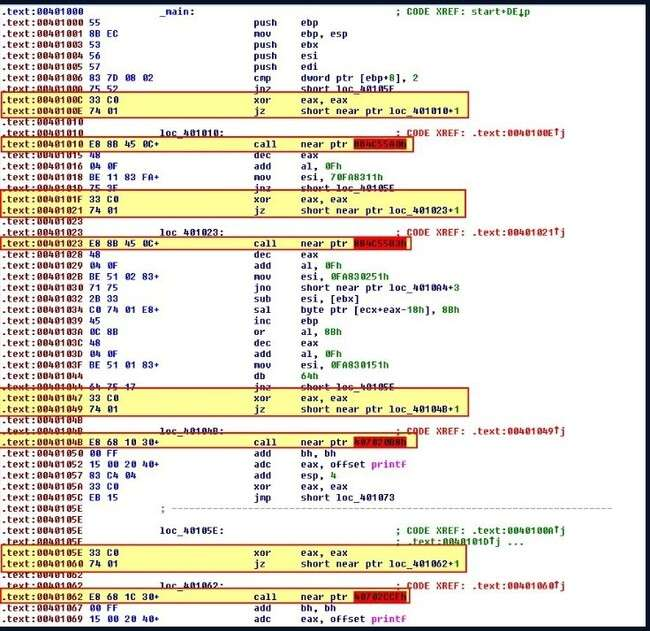 .text:00401000 _main: ; CODE XREF: start+DE↓p
.text:00401000 55 push ebp
.text:00401001 8B EC mov ebp, esp
.text:00401003 53 push ebx
.text:00401004 56 push esi
.text:00401005 57 push edi
.text:00401006 83 7D 08 02 cmp dword ptr [ebp+8], 2
.text:0040100A 75 52 jnz short loc_40105E
.text:0040100C 33 C0 xor eax, eax
.text:0040100E 74 01 jz short near ptr loc_401010+1
.text:00401010
.text:00401010 loc_401010: ; CODE XREF: .text:0040100E↑j
.text:00401010 E8 8B 45 0C+ call near ptr
.text:00401015 48 dec eax
.text:00401016 04 0F add al, 0Fh
.text:00401018 BE 11 83 FA+ mov esi, 70FA8311h
.text:0040101D 75 3F jnz short loc_40105E
.text:0040101F 33 C0 xor eax, eax
.text:00401021 74 01 jz short near ptr loc_401023+1
.text:00401023
.text:00401023 loc_401023: ; CODE XREF: .text:00401021↑j
.text:00401023 E8 8B 45 0C+ call near ptr
.text:00401028 48 dec eax
.text:00401029 04 0F add al, 0Fh
.text:0040102B BE 51 02 83+ mov esi, 0FA830251h
.text:00401030 71 75 jno short near ptr loc_4010A4+3
.text:00401032 2B 33 sub esi, [ebx]
.text:00401034 C0 74 01 E8+ sal byte ptr [ecx+eax-18h], 8Bh
.text:00401039 45 inc ebp
.text:0040103A 0C 8B or al, 8Bh
.text:0040103C 48 dec eax
.text:0040103D 04 0F add al, 0Fh
.text:0040103F BE 51 01 83+ mov esi, 0FA830151h
.text:00401044 db 64h
.text:00401044 64 75 17 jnz short loc_40105E
.text:00401047 33 C0 xor eax, eax
.text:00401049 74 01 jz short near ptr loc_40104B+1
.text:0040104B
.text:0040104B loc_40104B: ; CODE XREF: .text:00401049↑j
.text:0040104B E8 68 10 30+ call near ptr
.text:00401050 00 FF add bh, bh
.text:00401052 15 00 20 40+ adc eax, offset printf
.text:00401057 83 C4 04 add esp, 4
.text:0040105A 33 C0 xor eax, eax
.text:0040105C EB 15 jmp short loc_401073
.text:0040105E ; ---------------------------------------------------------------------------
.text:0040105E
.text:0040105E loc_40105E: ; CODE XREF: .text:0040100A↑j
.text:0040105E ; .text:0040101D↑j ...
.text:0040105E 33 C0 xor eax, eax
.text:00401060 74 01 jz short near ptr loc_401062+1
.text:00401062
.text:00401062 loc_401062: ; CODE XREF: .text:00401060↑j
.text:00401062 E8 68 1C 30+ call near ptr
.text:00401067 00 FF add bh, bh
.text:00401069 15 00 20 40+ adc eax, offset printf